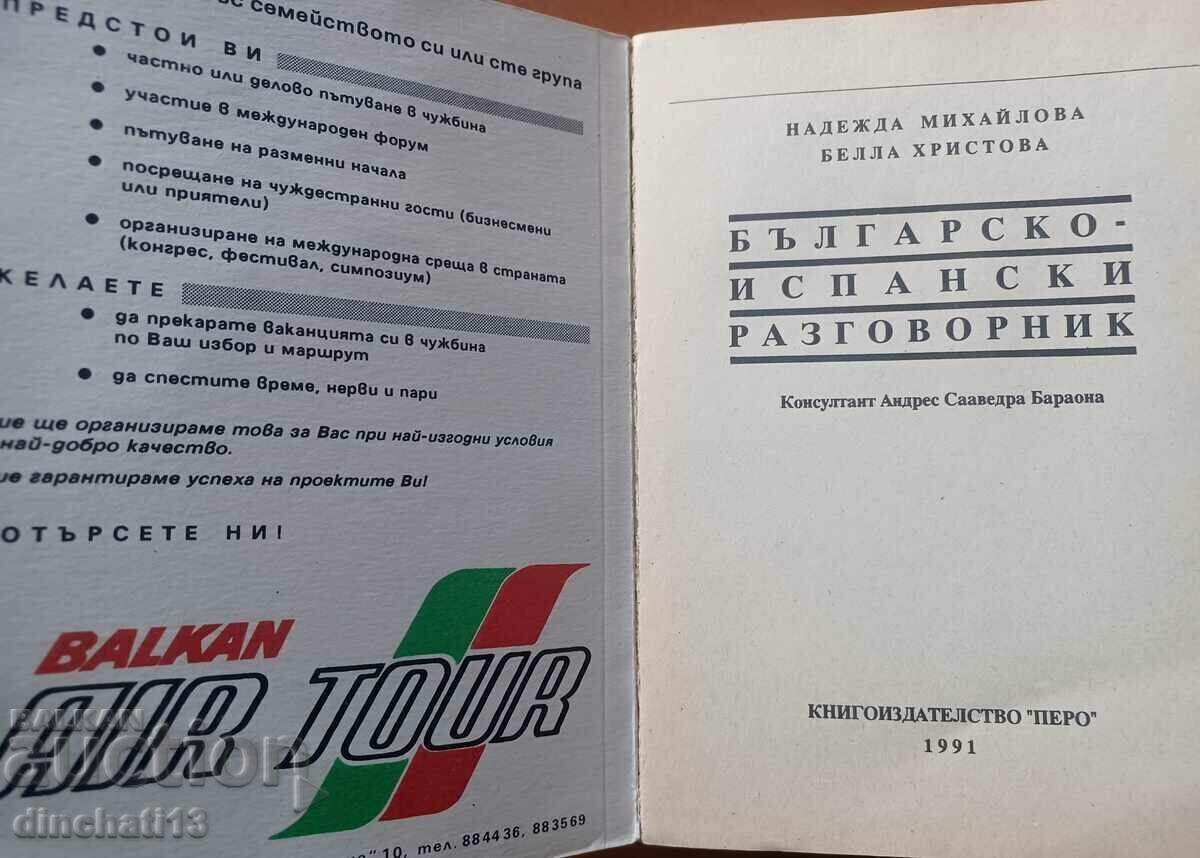 семейството си или сте група
ПРЕДСТОИ ВИ
• частно или делово пътуване в чужбина
• участие в международен форум
• пътуване на разменни начала
• посрещане на чуждестранни гости (бизнесмени
или приятели)
• организиране на международна среща в страната
(конгрес, фестивал, симпозиум)
ЖЕЛАЕТЕ
• да прекарате ваканцията си в чужбина
по Ваш избор и маршрут
• да спестите време, нерви и пари
ще организираме това за Вас при най-изгодни условия
най-добро качество.
гарантираме успеха на проектите Ви!
ОТЪРСЕТЕ НИ!
BALKAN
AIR TOUR
BALKAN
auction
dinchati13
10, тел. 884436, 883569
НАДЕЖДА МИХАЙЛОВА
БЕЛЛА ХРИСТОВА
БЪЛГАРСКО-
ИСПАНСКИ
РАЗГОВОРНИК
Консултант Андрес Сааведра Бараона
КНИГОИЗДАТЕЛСТВО "ПЕРО"
1991